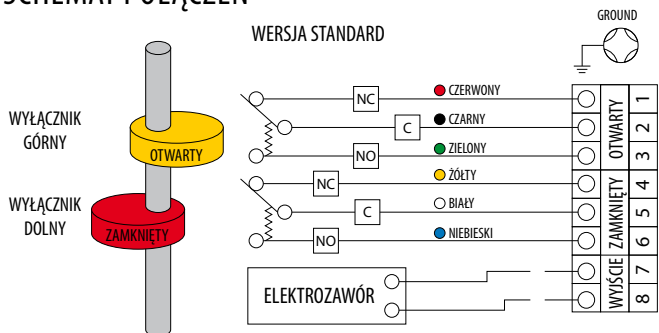 SCHEMAT POŁĄCZEŃ
WERSJA STANDARD
GROUND
WYŁĄCZNIK
GÓRNY
OTWARTY
WYŁĄCZNIK
DOLNY
ZAMKNIĘTY
NC
CZERWONY
C
CZARNY
NO
ZIELONY
NC
ŻÓŁTY
C
BIAŁY
NO
NIEBIESKI
ELEKTROZAWÓR
OTWARTY
ZAMKNIĘTY
WYJŚCIE
1
2
3
4
5
6
7
8